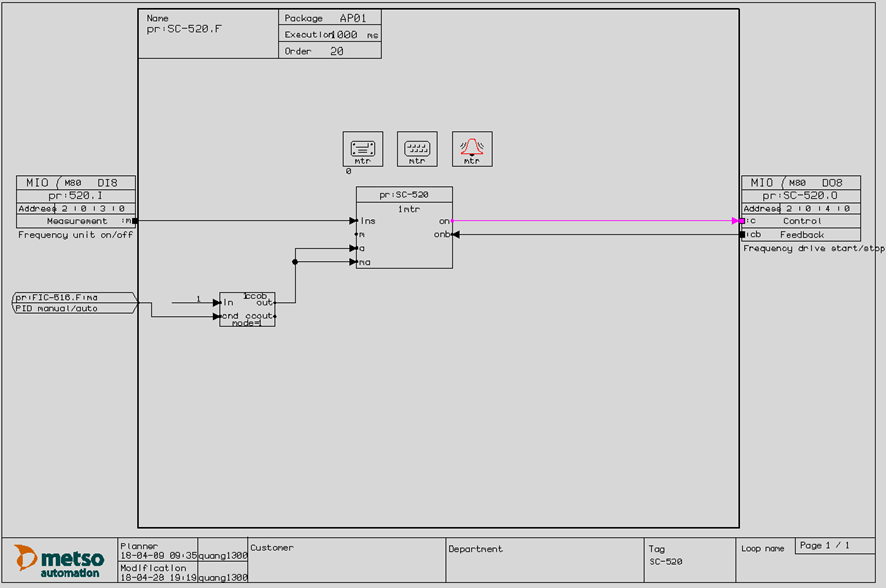 Name
pr:SC-520.F
Package AP01
Execution 1000 ms
Order 20
mtr
mtr
mtr
0
MIO M80 DI8
pr:520.I
Address 2 0 3 0
Measurement :m
Frequency unit on/off
pr:SC-520
1mtr
ins on
m onb
a
ma
MIO M80 DO8
pr:SC-520.O
Address 2 0 4 0
:c Control
:cb Feedback
Frequency drive start/stop
pr:FIC-516.F:ma
PID manual/auto
1
1ccob
in out
cnd ccout
mode=1
metso
automation
Planner
18-04-09 09:35 quang1300
Modification
18-04-28 19:19 quang1300
Customer
Department
Tag
SC-520
Loop name
Page 1 / 1